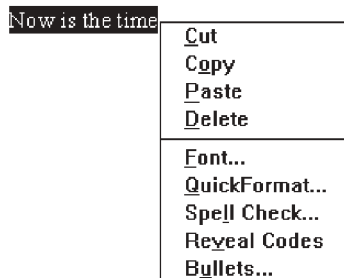 Now is the time
Cut
Copy
Paste
Delete
Font...
QuickFormat...
Spell Check...
Reveal Codes
Bullets...